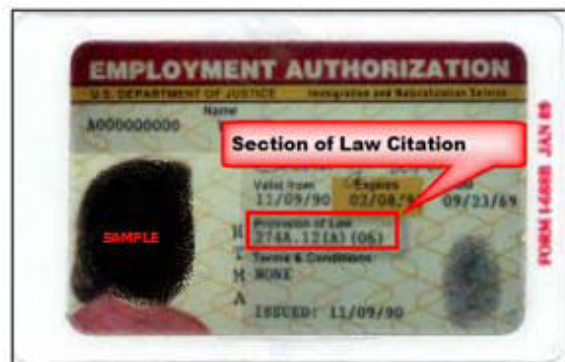 EMPLOYMENT AUTHORIZATION
U.S. DEPARTMENT OF JUSTICE Immigration and Naturalization Service
Name
A000000000
Section of Law Citation
Valid from Expires
11/09/90 02/08/ 09/23/69
Provision of Law
274A.12(A)(06)
SAMPLE
Terms & Conditions
NONE
ISSUED: 11/09/90
FORM I-688B JAN 89